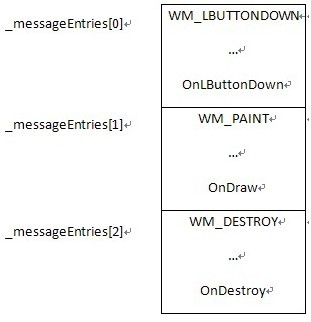 _messageEntries[0] WM_LBUTTONDOWN
…
OnLButtonDown
_messageEntries[1] WM_PAINT
…
OnDraw
_messageEntries[2] WM_DESTROY
…
OnDestroy